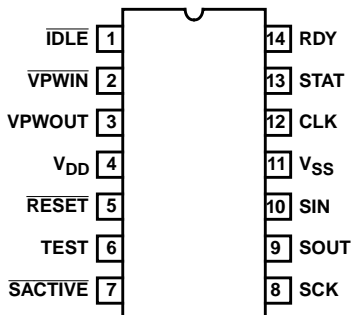 IDLE 1 14 RDY
VPWIN 2 13 STAT
VPWOUT 3 12 CLK
VDD 4 11 VSS
RESET 5 10 SIN
TEST 6 9 SOUT
SACTIVE 7 8 SCK